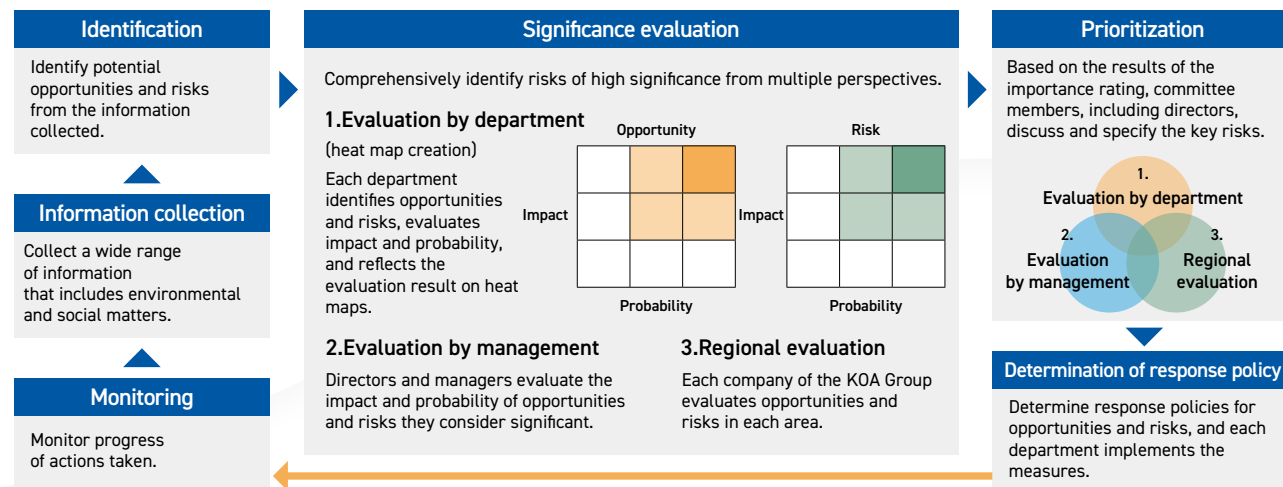 Identification
Identify potential
opportunities and risks
from the information
collected.
Information collection
Collect a wide range
of information
that includes environmental
and social matters.
Monitoring
Monitor progress
of actions taken.
Significance evaluation
Comprehensively identify risks of high significance from multiple perspectives.
1.Evaluation by department
(heat map creation)
Each department
identifies opportunities
and risks, evaluates
impact and probability,
and reflects the
evaluation result on heat
maps.
Opportunity
Impact
Probability
Risk
Impact
Probability
2.Evaluation by management
Directors and managers evaluate the
impact and probability of opportunities
and risks they consider significant.
3.Regional evaluation
Each company of the KOA Group
evaluates opportunities and
risks in each area.
Prioritization
Based on the results of the
importance rating, committee
members, including directors,
discuss and specify the key risks.
1.
Evaluation by department
2.
Evaluation
by management
3.
Regional
evaluation
Determination of response policy
Determine response policies for
opportunities and risks, and each
department implements the
measures.